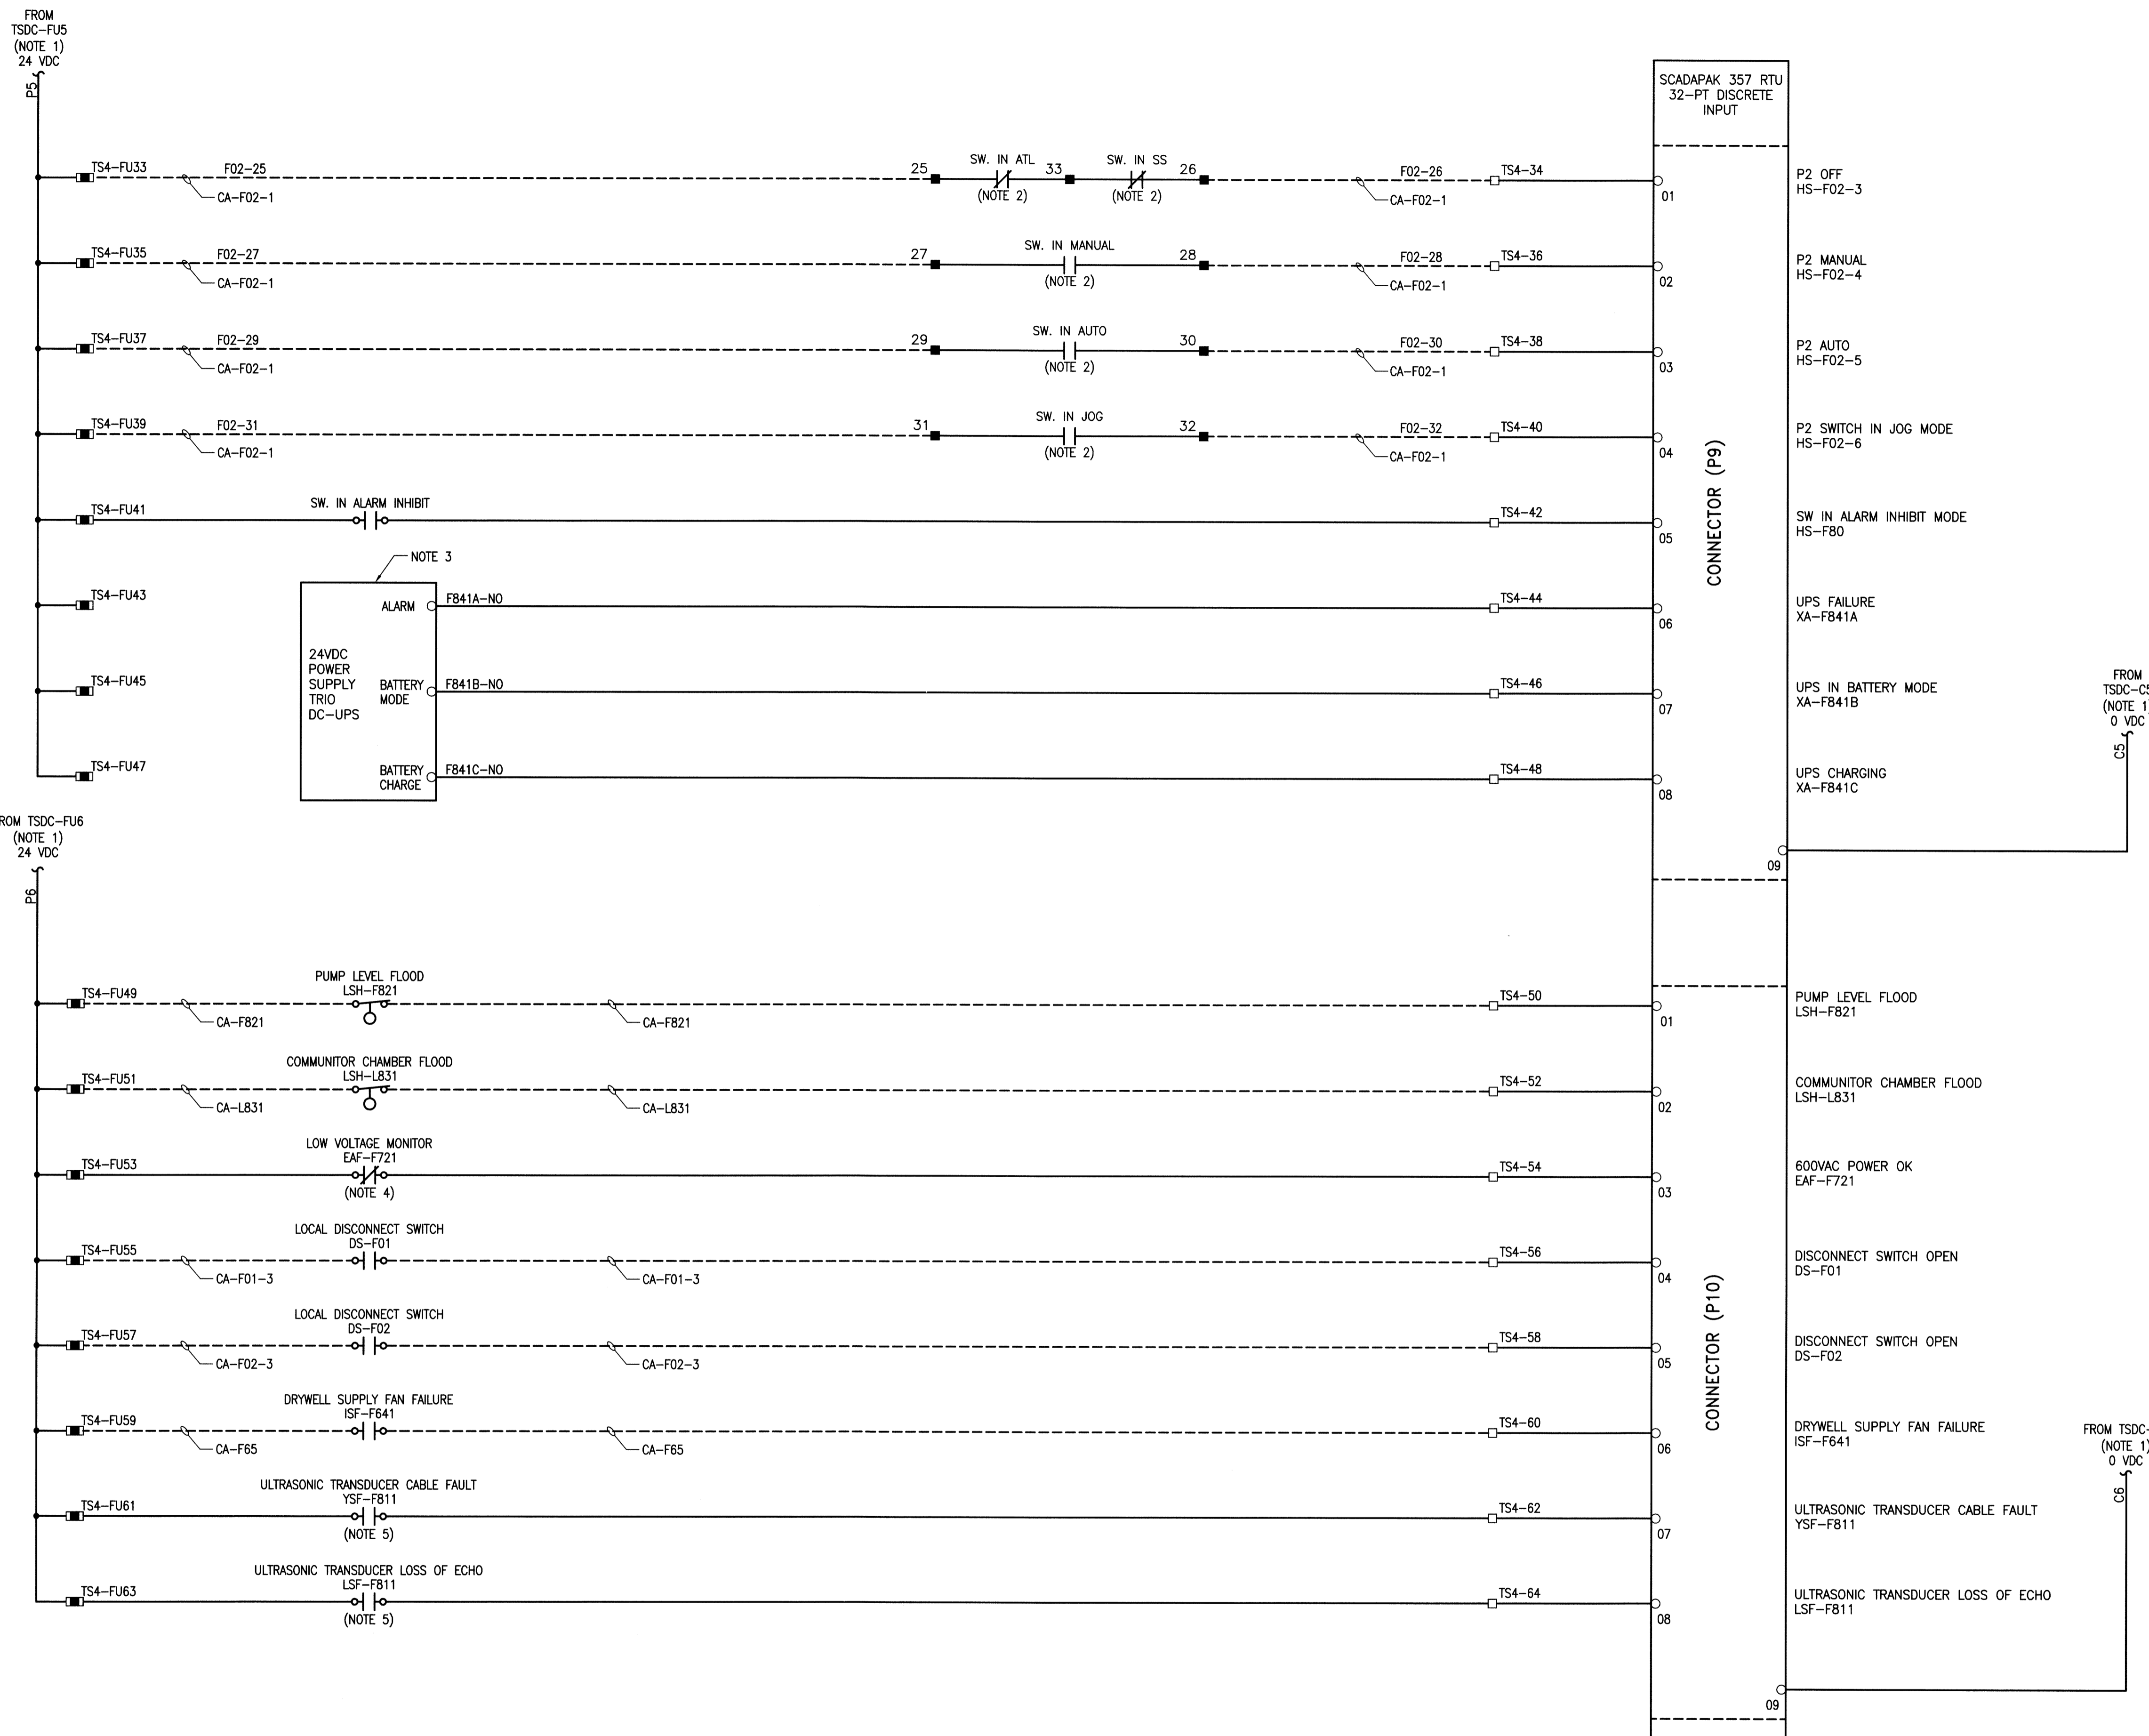 FROM
TSDC-FU5
(NOTE 1)
24 VDC
P5
SCADAPAK 357 RTU
32-PT DISCRETE
INPUT
TS4-FU33
F02-25
CA-F02-1
25
SW. IN ATL
(NOTE 2)
33
SW. IN SS
(NOTE 2)
26
F02-26
CA-F02-1
TS4-34
01
P2 OFF
HS-F02-3
TS4-FU35
F02-27
CA-F02-1
27
SW. IN MANUAL
(NOTE 2)
28
F02-28
CA-F02-1
TS4-36
02
P2 MANUAL
HS-F02-4
TS4-FU37
F02-29
CA-F02-1
29
SW. IN AUTO
(NOTE 2)
30
F02-30
CA-F02-1
TS4-38
03
P2 AUTO
HS-F02-5
TS4-FU39
F02-31
CA-F02-1
31
SW. IN JOG
(NOTE 2)
32
F02-32
CA-F02-1
TS4-40
04
P2 SWITCH IN JOG MODE
HS-F02-6
CONNECTOR (P9)
TS4-FU41
SW. IN ALARM INHIBIT
TS4-42
05
SW IN ALARM INHIBIT MODE
HS-F80
NOTE 3
TS4-FU43
ALARM
F841A-NO
TS4-44
06
UPS FAILURE
XA-F841A
24VDC
POWER
SUPPLY
TRIO
DC-UPS
TS4-FU45
BATTERY
MODE
F841B-NO
TS4-46
07
UPS IN BATTERY MODE
XA-F841B
TS4-FU47
BATTERY
CHARGE
F841C-NO
TS4-48
08
UPS CHARGING
XA-F841C
FROM
TSDC-C5
(NOTE 1)
0 VDC
C5
09
ROM TSDC-FU6
(NOTE 1)
24 VDC
P6
TS4-FU49
CA-F821
PUMP LEVEL FLOOD
LSH-F821
CA-F821
TS4-50
01
PUMP LEVEL FLOOD
LSH-F821
TS4-FU51
CA-L831
COMMUNITOR CHAMBER FLOOD
LSH-L831
CA-L831
TS4-52
02
COMMUNITOR CHAMBER FLOOD
LSH-L831
TS4-FU53
LOW VOLTAGE MONITOR
EAF-F721
(NOTE 4)
TS4-54
03
600VAC POWER OK
EAF-F721
TS4-FU55
CA-F01-3
LOCAL DISCONNECT SWITCH
DS-F01
CA-F01-3
TS4-56
04
DISCONNECT SWITCH OPEN
DS-F01
CONNECTOR (P10)
TS4-FU57
CA-F02-3
LOCAL DISCONNECT SWITCH
DS-F02
CA-F02-3
TS4-58
05
DISCONNECT SWITCH OPEN
DS-F02
TS4-FU59
CA-F65
DRYWELL SUPPLY FAN FAILURE
ISF-F641
CA-F65
TS4-60
06
DRYWELL SUPPLY FAN FAILURE
ISF-F641
FROM TSDC-
(NOTE 1)
0 VDC
C6
TS4-FU61
ULTRASONIC TRANSDUCER CABLE FAULT
YSF-F811
(NOTE 5)
TS4-62
07
ULTRASONIC TRANSDUCER CABLE FAULT
YSF-F811
TS4-FU63
ULTRASONIC TRANSDUCER LOSS OF ECHO
LSF-F811
(NOTE 5)
TS4-64
08
ULTRASONIC TRANSDUCER LOSS OF ECHO
LSF-F811
09